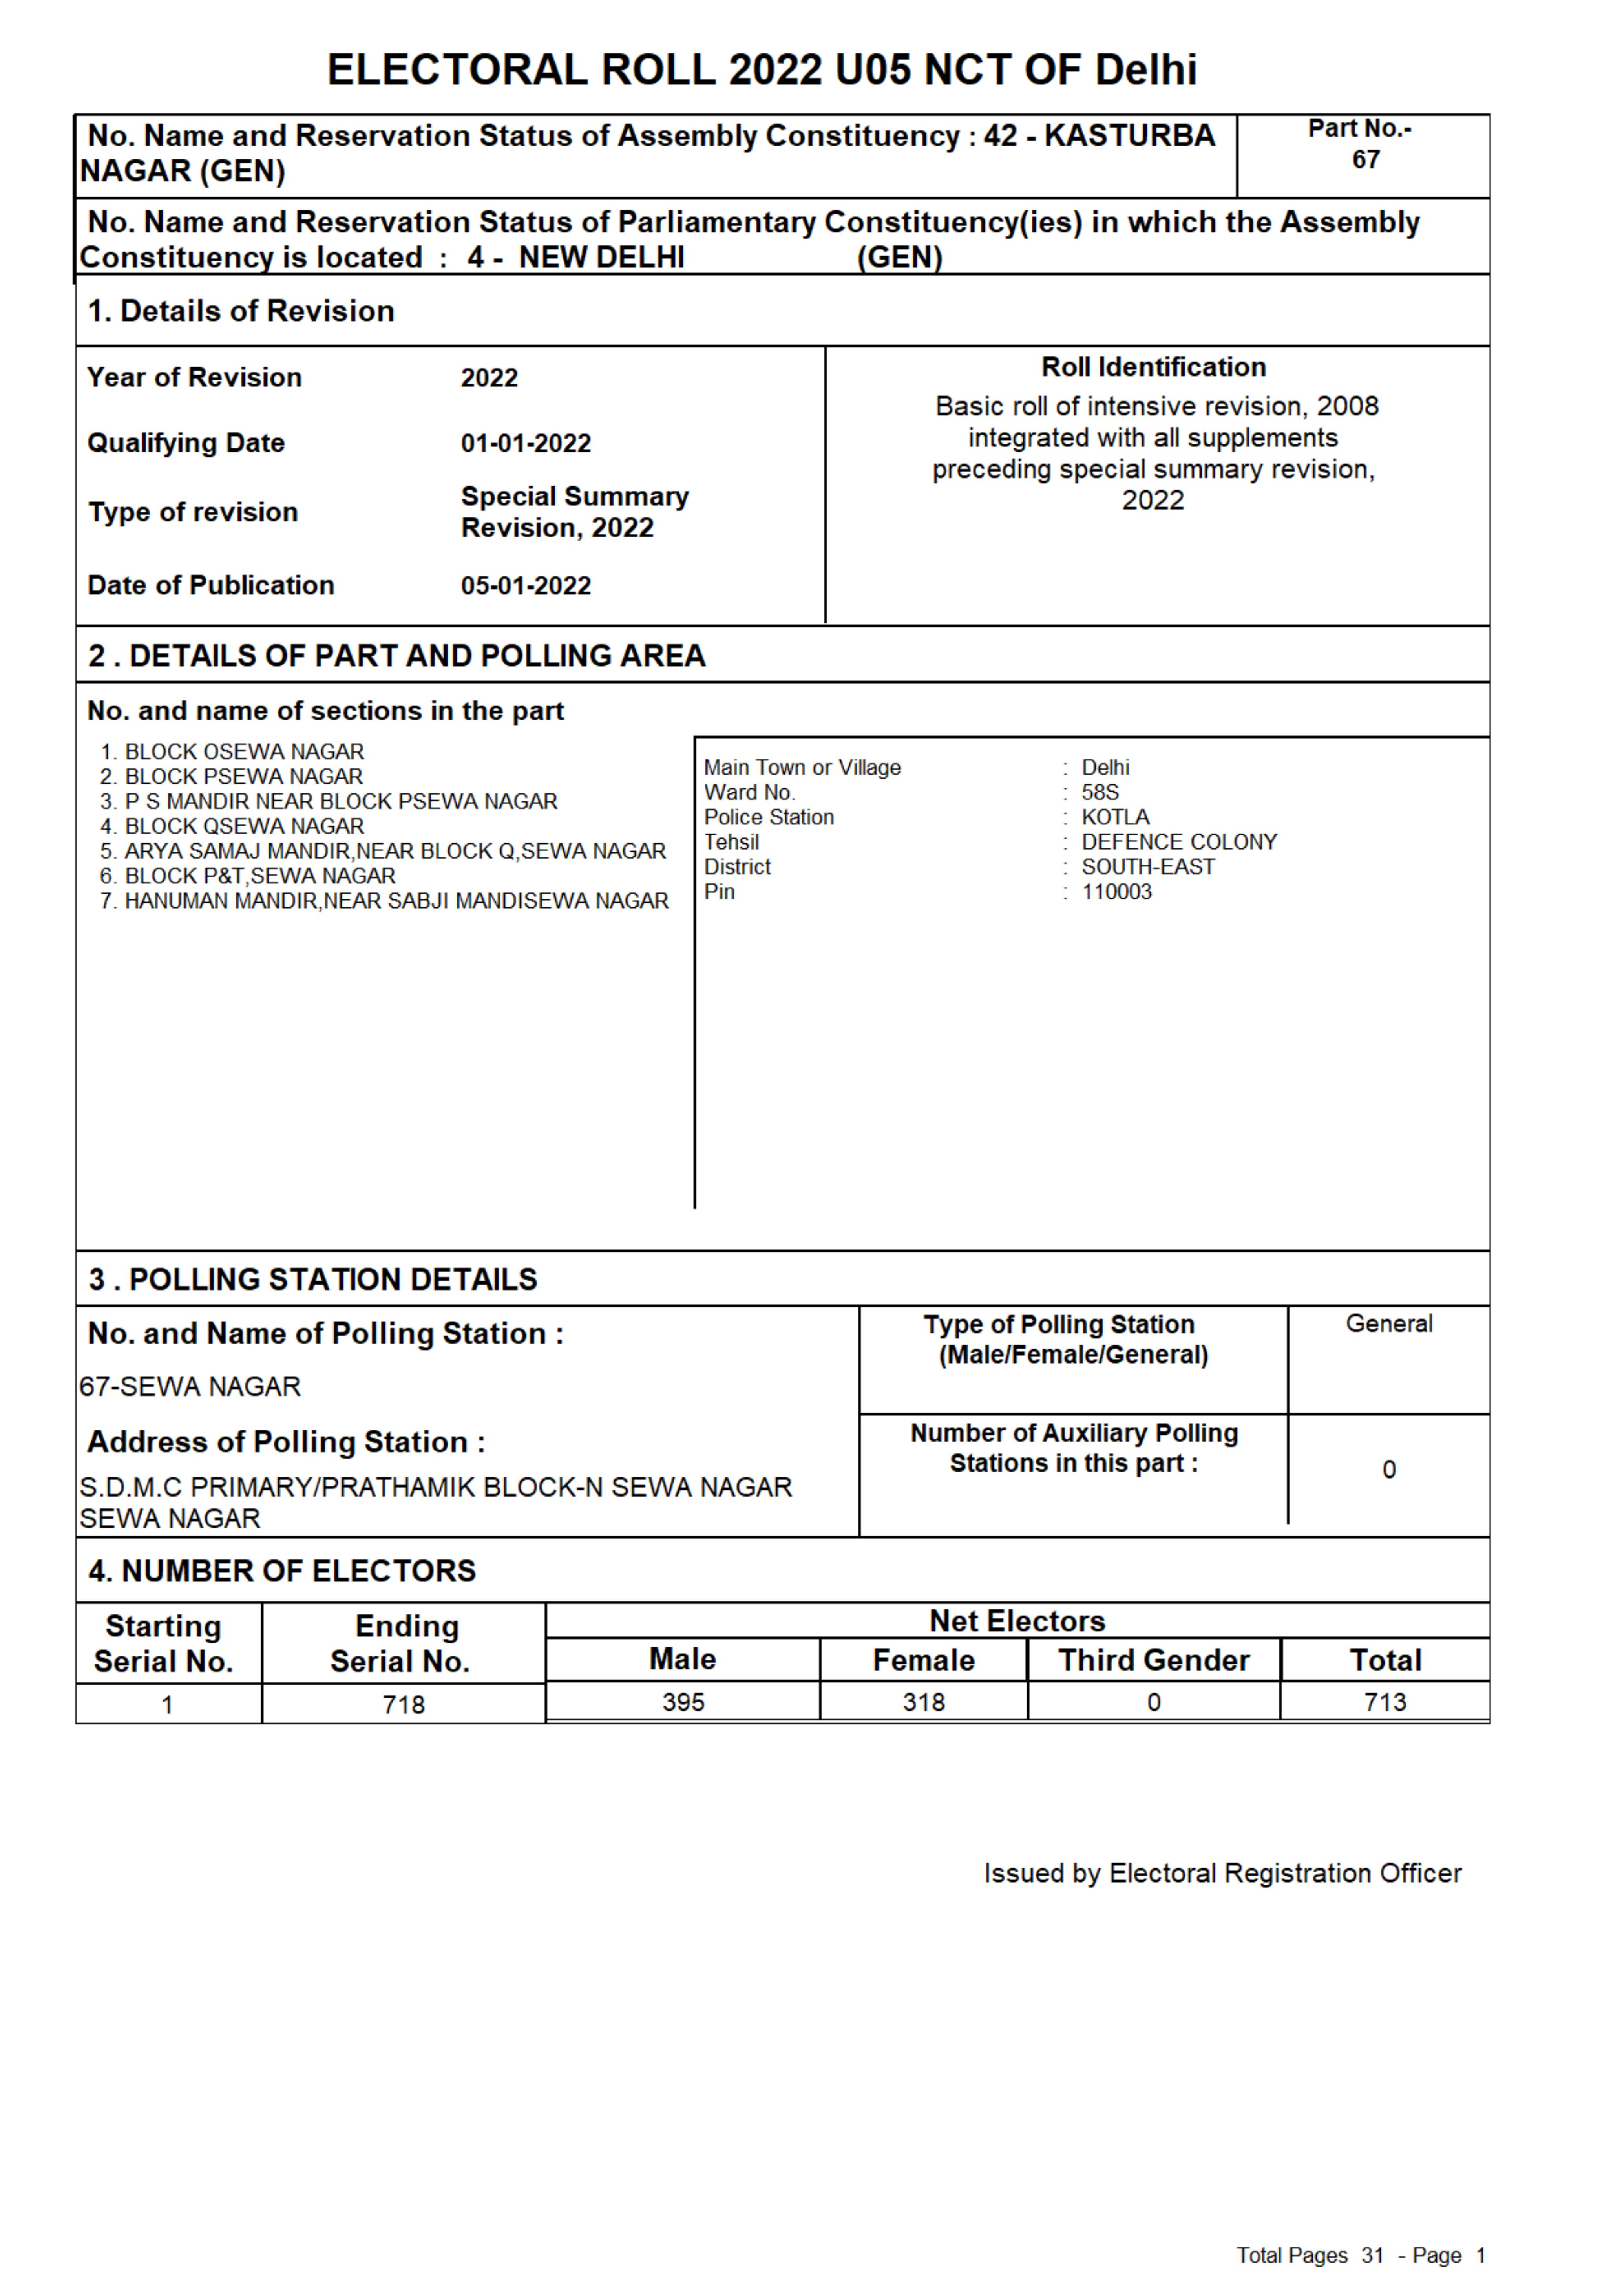 ELECTORAL ROLL 2022 U05 NCT OF Delhi
No. Name and Reservation Status of Assembly Constituency : 42 - KASTURBA
NAGAR (GEN)
Part No.-
67
No. Name and Reservation Status of Parliamentary Constituency(ies) in which the Assembly
Constituency is located : 4 - NEW DELHI (GEN)
1. Details of Revision
Year of Revision 2022
Qualifying Date 01-01-2022
Type of revision Special Summary
Revision, 2022
Date of Publication 05-01-2022
Roll Identification
Basic roll of intensive revision, 2008
integrated with all supplements
preceding special summary revision,
2022
2 . DETAILS OF PART AND POLLING AREA
No. and name of sections in the part
1. BLOCK OSEWA NAGAR
2. BLOCK PSEWA NAGAR
3. P S MANDIR NEAR BLOCK PSEWA NAGAR
4. BLOCK QSEWA NAGAR
5. ARYA SAMAJ MANDIR,NEAR BLOCK Q,SEWA NAGAR
6. BLOCK P&T,SEWA NAGAR
7. HANUMAN MANDIR,NEAR SABJI MANDISEWA NAGAR
Main Town or Village : Delhi
Ward No. : 58S
Police Station : KOTLA
Tehsil : DEFENCE COLONY
District : SOUTH-EAST
Pin : 110003
3 . POLLING STATION DETAILS
No. and Name of Polling Station :
67-SEWA NAGAR
Address of Polling Station :
S.D.M.C PRIMARY/PRATHAMIK BLOCK-N SEWA NAGAR
SEWA NAGAR
Type of Polling Station
(Male/Female/General)
General
Number of Auxiliary Polling
Stations in this part :
0
4. NUMBER OF ELECTORS
Starting
Serial No.
Ending
Serial No.
Net Electors
Male Female Third Gender Total
1 718 395 318 0 713
Issued by Electoral Registration Officer
Total Pages 31 - Page 1